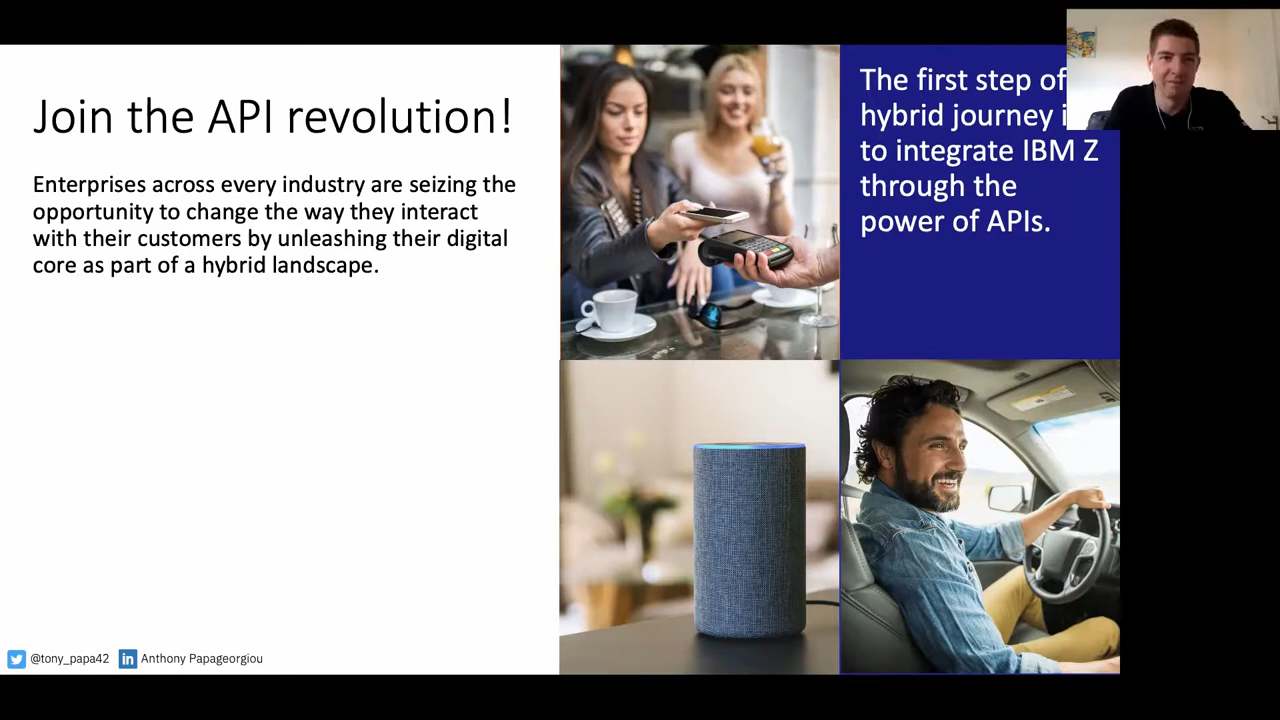 Join the API revolution!
Enterprises across every industry are seizing the
opportunity to change the way they interact
with their customers by unleashing their digital
core as part of a hybrid landscape.
The first step of
hybrid journey
to integrate IBM Z
through the
power of APIs.
@tony_papa42 in Anthony Papageorgiou